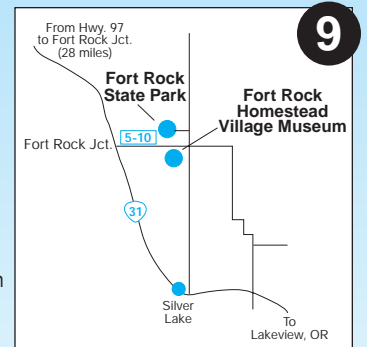 From Hwy. 97
to Fort Rock Jct.
(28 miles)
9
Fort Rock
State Park
Fort Rock
Homestead
Village Museum
Fort Rock Jct.
5-10
31
n
Silver
Lake
To
Lakeview, OR